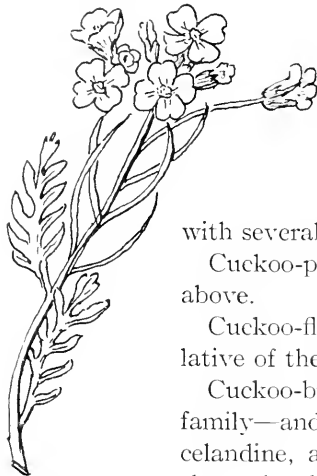 with several
Cuckoo-p
above.
Cuckoo-fl
lative of the
Cuckoo-b
family—and
celandine, a